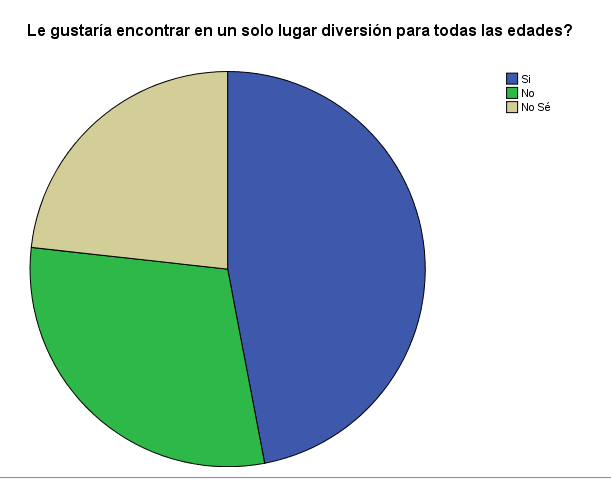 Le gustaría encontrar en un solo lugar diversión para todas las edades?
Si
No
No Sé